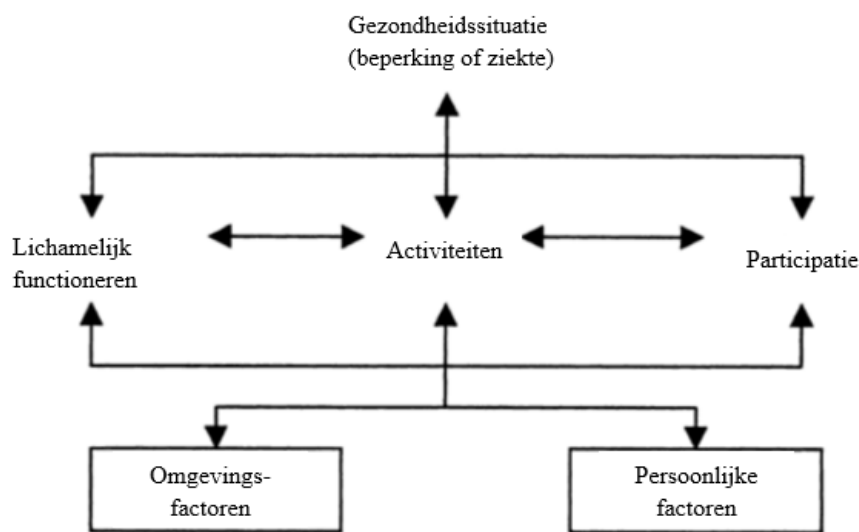 Gezondheidssituatie
(beperking of ziekte)
Lichamelijk
functioneren
Activiteiten
Participatie
Omgevings-
factoren
Persoonlijke
factoren